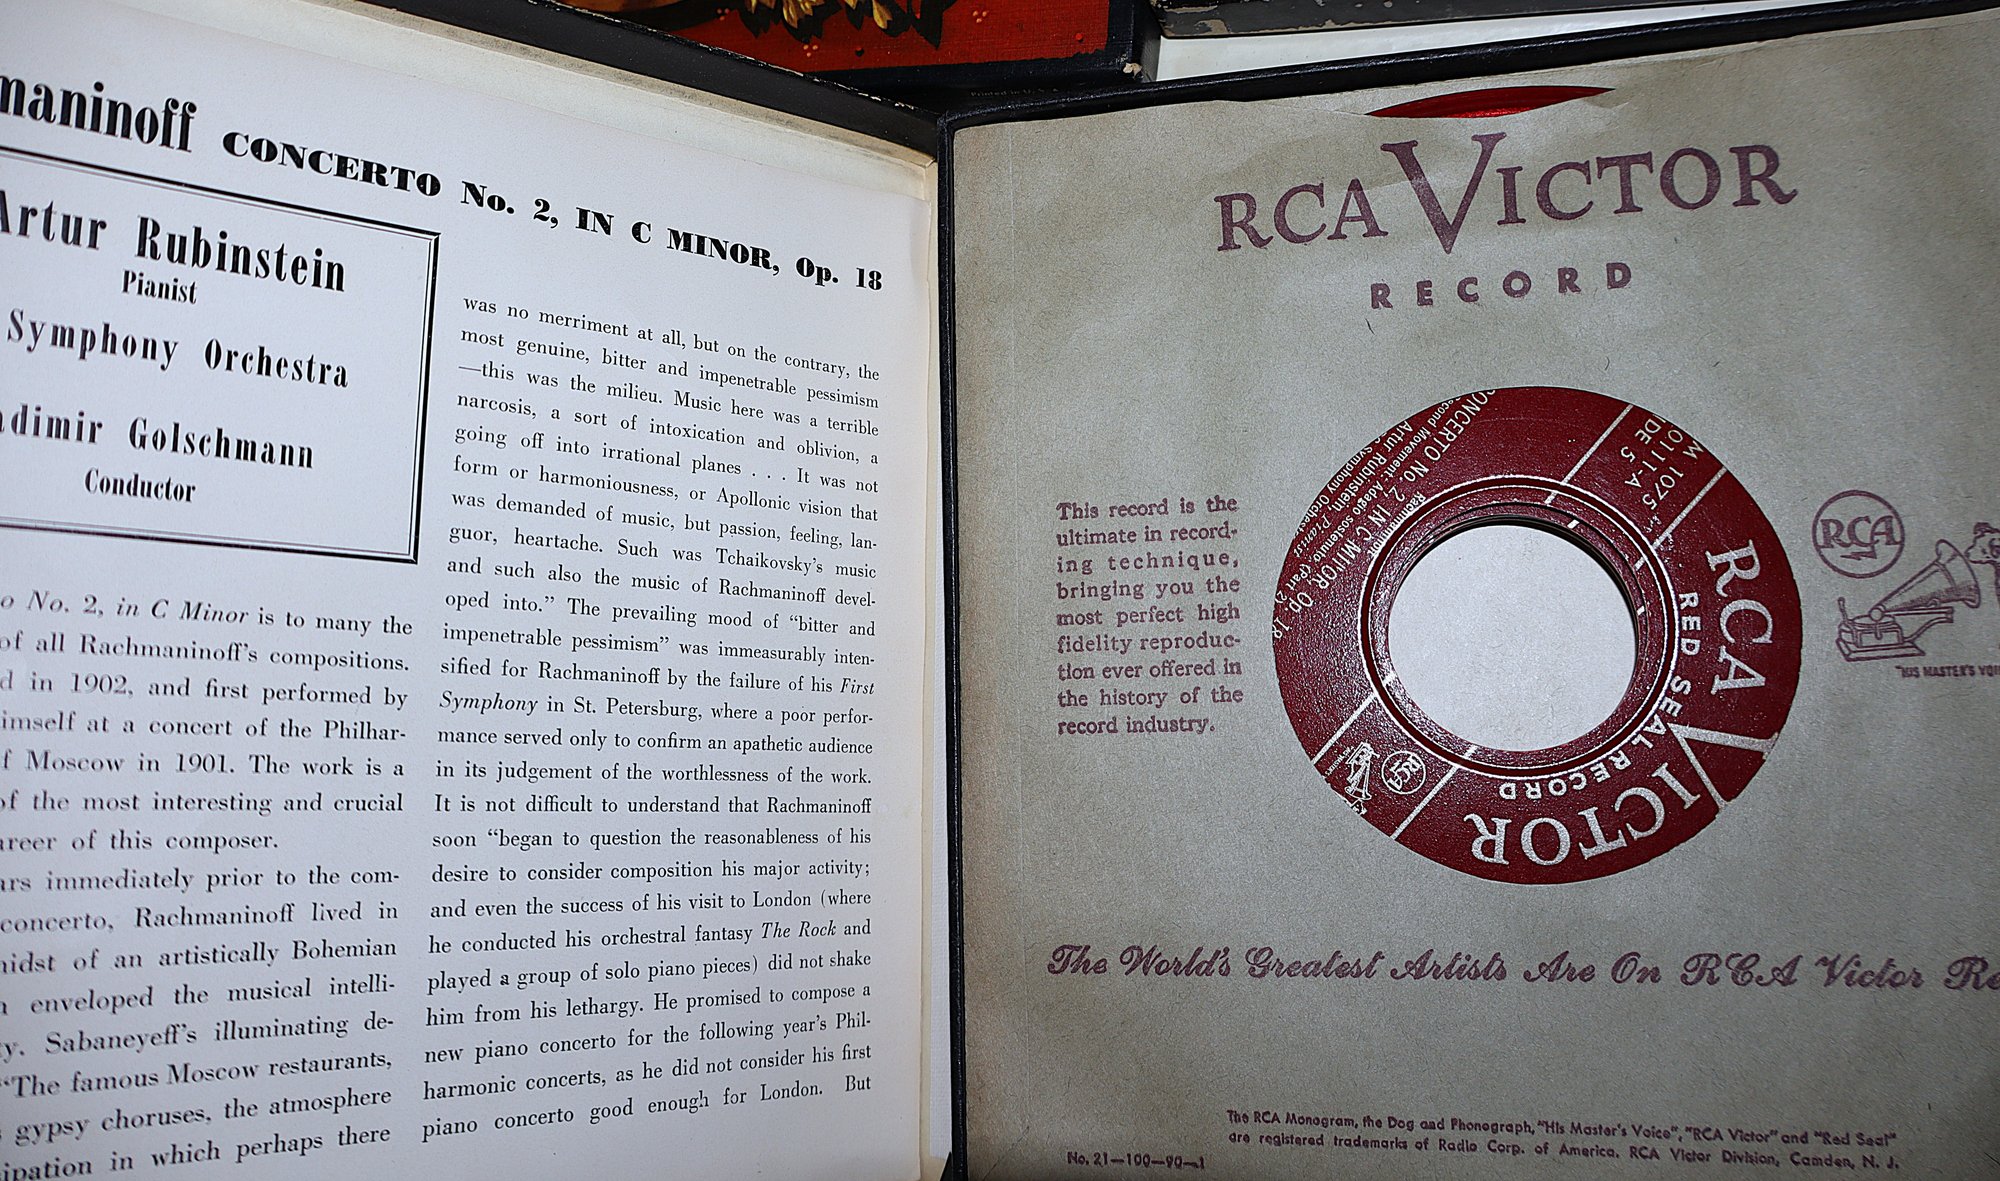 maninoff CONCERTO No. 2, IN C MINOR, Op. 18
Artur Rubinstein
Pianist
Symphony Orchestra
adimir Golschmann
Conductor
o No. 2, in C Minor is to many the
of all Rachmaninoff's compositions.
d in 1902, and first performed by
imself at a concert of the Philhar-
f Moscow in 1901. The work is a
of the most interesting and crucial
areer of this composer.
ars immediately prior to the com-
concerto, Rachmaninoff lived in
nidst of an artistically Bohemian
n enveloped the musical intelli-
y. Sabaneyeff's illuminating de-
"The famous Moscow restaurants,
s gypsy choruses, the atmosphere
ipation in which perhaps there
was no merriment at all, but on the contrary, the
most genuine, bitter and impenetrable pessimism
—this was the milieu. Music here was a terrible
narcosis, a sort of intoxication and oblivion, a
going off into irrational planes . . . It was not
form or harmoniousness, or Apollonic vision that
was demanded of music, but passion, feeling, lan-
guor, heartache. Such was Tchaikovsky's music
and such also the music of Rachmaninoff devel-
oped into." The prevailing mood of "bitter and
impenetrable pessimism" was immeasurably inten-
sified for Rachmaninoff by the failure of his First
Symphony in St. Petersburg, where a poor perfor-
mance served only to confirm an apathetic audience
in its judgement of the worthlessness of the work.
It is not difficult to understand that Rachmaninoff
soon "began to question the reasonableness of his
desire to consider composition his major activity;
and even the success of his visit to London (where
he conducted his orchestral fantasy The Rock and
played a group of solo piano pieces) did not shake
him from his lethargy. He promised to compose a
new piano concerto for the following year's Phil-
harmonic concerts, as he did not consider his first
piano concerto good enough for London. But
Printed in U. S. A.
RCA VICTOR
RECORD
This record is the
ultimate in record-
ing technique,
bringing you the
most perfect high
fidelity reproduc-
tion ever offered in
the history of the
record industry.
CONCERTO No. 2, IN C MINOR, Op. 18
Rachmaninoff
Second Movement: Adagio sostenuto (Part 2)
Artur Rubinstein, Pianist
Symphony Orchest
M 1075
DE 5
RCA VICTOR
RED SEAL RECORD
RCA
RCA
"HIS MASTER'S VOI
The World's Greatest Artists Are On RCA Victor Re
The RCA Monogram, the Dog and Phonograph, "His Master's Voice", "RCA Victor" and "Red Seal"
are registered trademarks of Radio Corp. of America. RCA Victor Division, Camden, N. J.
No. 21—100—90—1